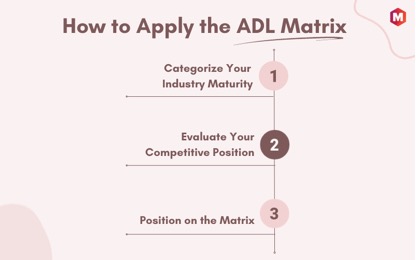 How to Apply the ADL Matrix
M
Categorize Your
Industry Maturity
1
Evaluate Your
Competitive Position
2
Position on the Matrix
3